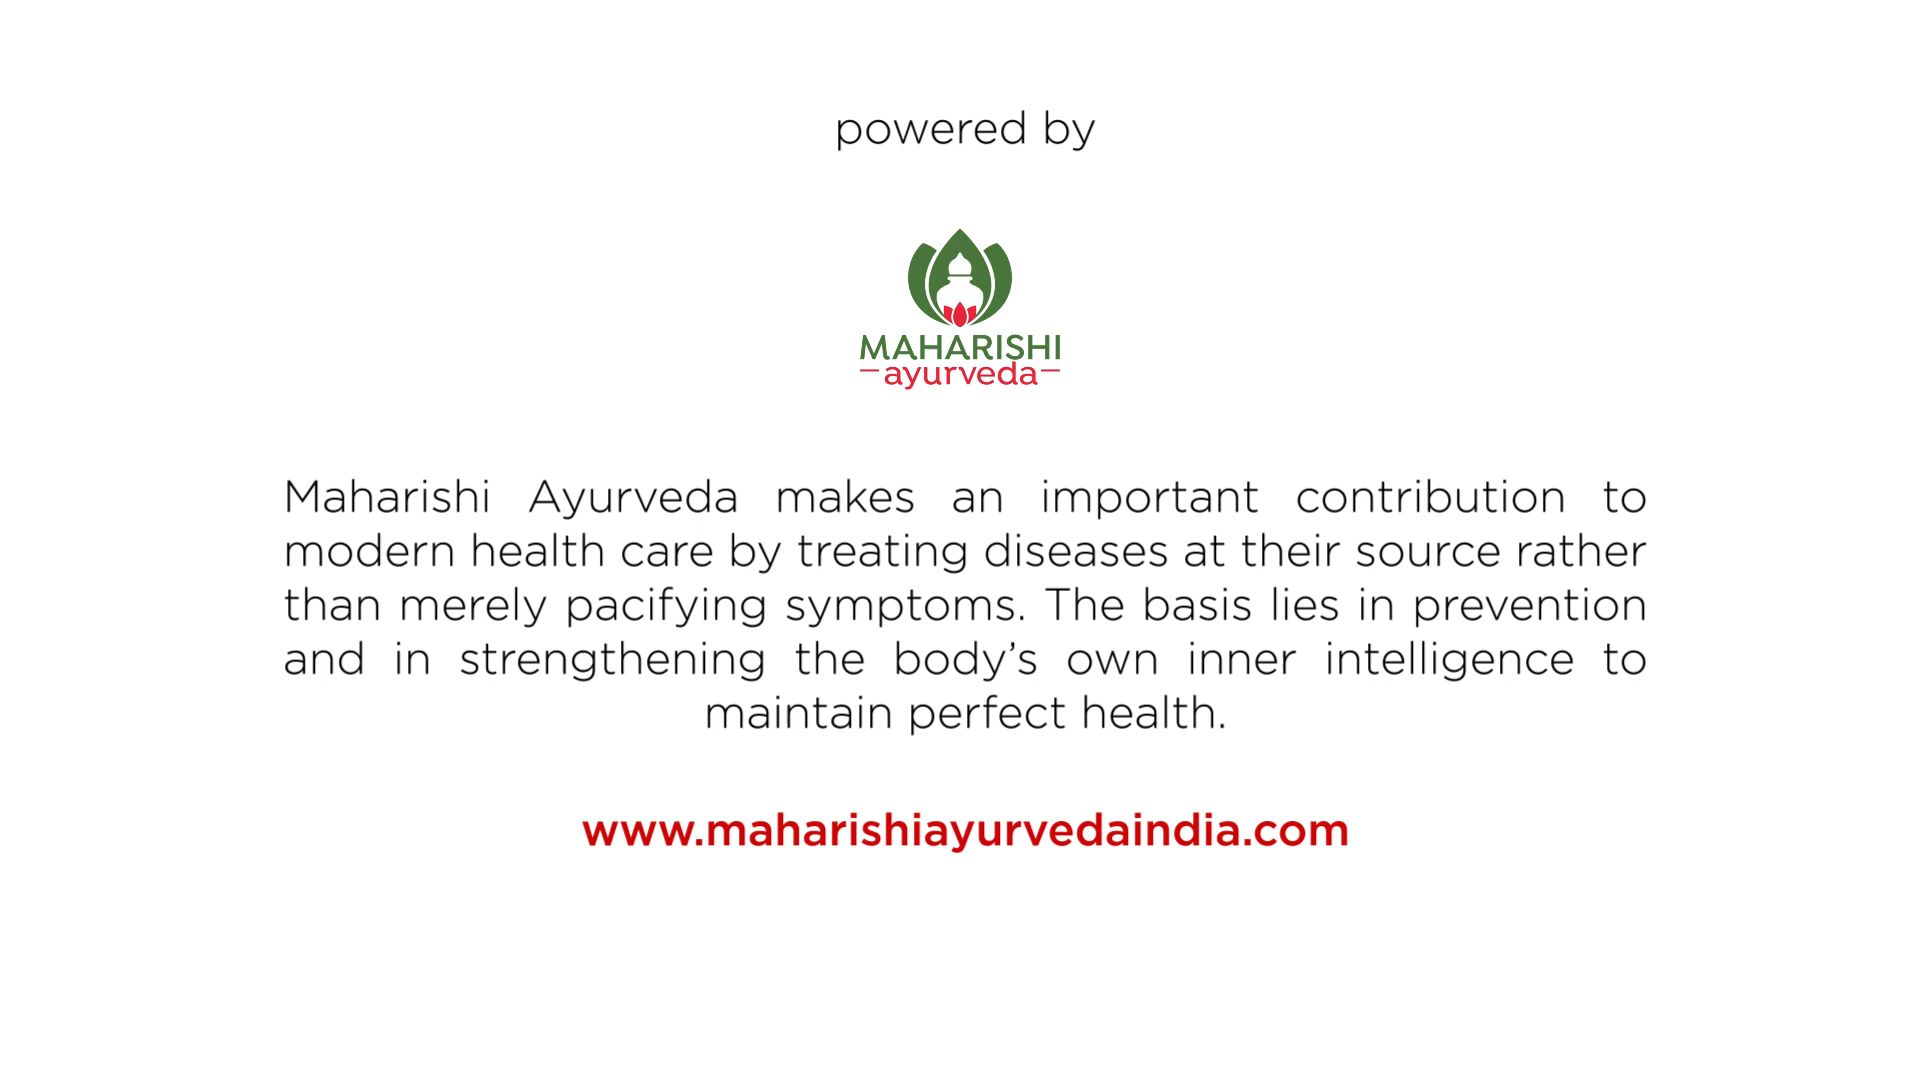 powered by
MAHARISHI
ayurveda
Maharishi Ayurveda makes an important contribution to
modern health care by treating diseases at their source rather
than merely pacifying symptoms. The basis lies in prevention
and in strengthening the body’s own inner intelligence to
maintain perfect health.
www.maharishiayurvedaindia.com